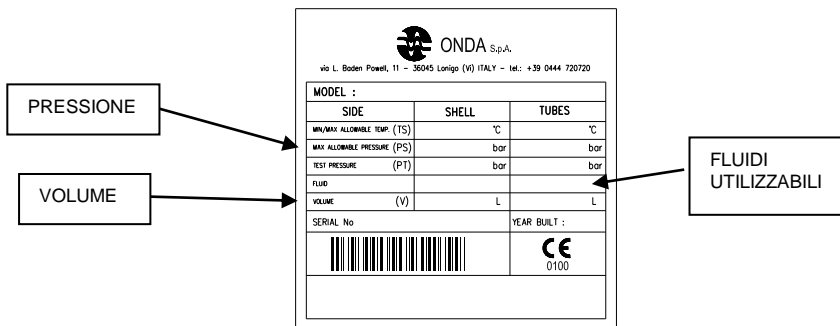 ONDA S.p.A.
via L. Baden Powell, 11 – 36045 Lonigo (VI) ITALY – tel.: +39 0444 720720
MODEL :
SIDE SHELL TUBES
MIN/MAX ALLOWABLE TEMP. (TS) °C °C
MAX ALLOWABLE PRESSURE (PS) bar bar
TEST PRESSURE (PT) bar bar
FLUID
VOLUME (V) L L
SERIAL No YEAR BUILT :
CE
0100
PRESSIONE
VOLUME
FLUIDI
UTILIZZABILI